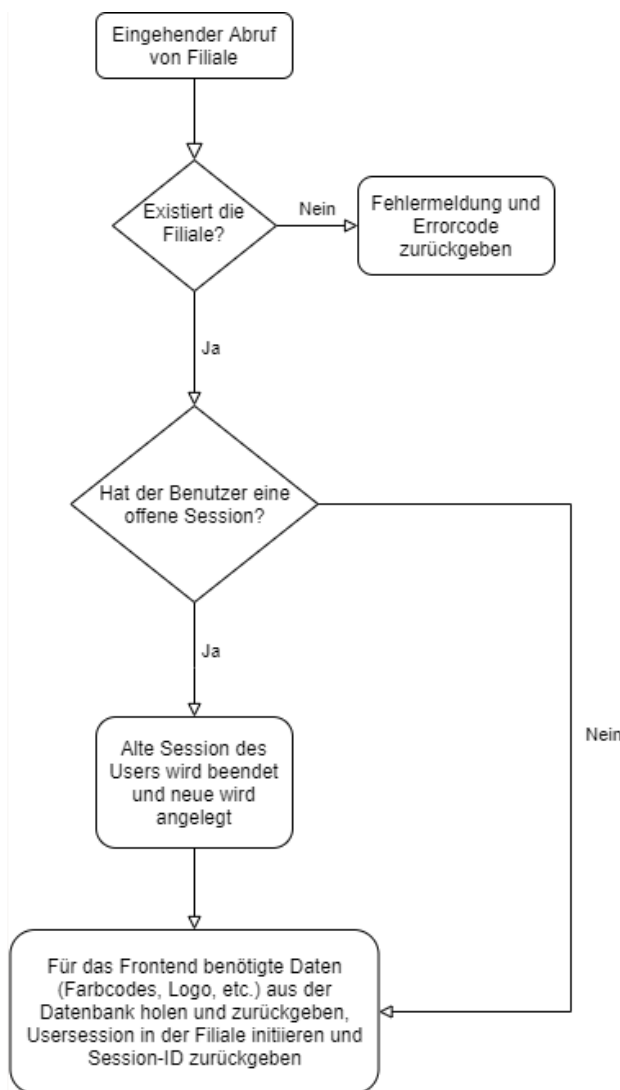 Eingehender Abruf
von Filiale
Existiert die
Filiale?
Nein
Fehlermeldung und
Errorcode
zurückgeben
Ja
Hat der Benutzer eine
offene Session?
Ja
Nein
Alte Session des
Users wird beendet
und neue wird
angelegt
Für das Frontend benötigte Daten
(Farbcodes, Logo, etc.) aus der
Datenbank holen und zurückgeben,
Usersession in der Filiale initiieren und
Session-ID zurückgeben